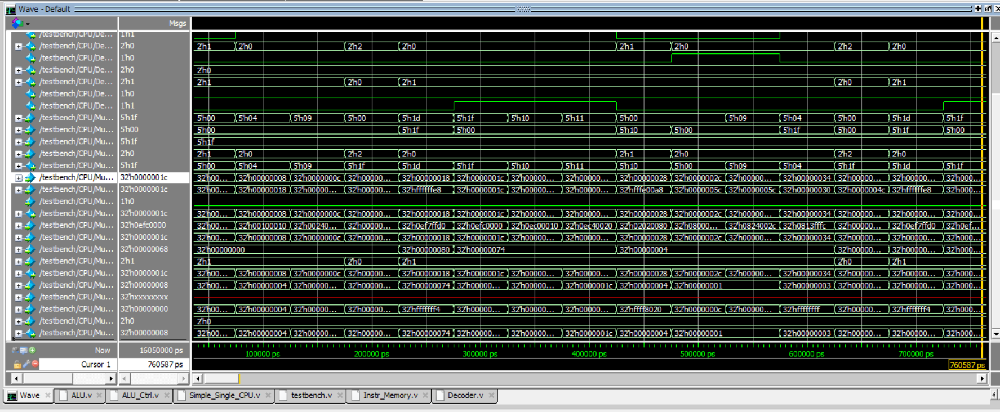 Wave - Default
Msgs
/testbench/CPU/De... 1'h1
/testbench/CPU/De... 2'h0 2'h1 2'h0 2'h2 2'h0 2'h1 2'h0 2'h2 2'h0
/testbench/CPU/De... 1'h0
/testbench/CPU/De... 2'h0 2'h0
/testbench/CPU/De... 2'h1 2'h1 2'h0 2'h1 2'h0 2'h1
/testbench/CPU/De... 1'h0
/testbench/CPU/De... 1'h1
/testbench/CPU/Mu... 5'h1f 5'h00 5'h04 5'h09 5'h00 5'h1d 5'h1f 5'h10 5'h11 5'h00 5'h09 5'h04 5'h00 5'h1d 5'h1f
/testbench/CPU/Mu... 5'h00 5'h00 5'h1f 5'h00 5'h10 5'h00 5'h1f 5'h00 5'h1f 5'h00
/testbench/CPU/Mu... 5'h1f 5'h1f
/testbench/CPU/Mu... 2'h0 2'h1 2'h0 2'h2 2'h0 2'h1 2'h0 2'h2 2'h0
/testbench/CPU/Mu... 5'h1f 5'h00 5'h04 5'h09 5'h1f 5'h1d 5'h1f 5'h10 5'h11 5'h10 5'h00 5'h09 5'h04 5'h1f 5'h1d 5'h1f
/testbench/CPU/Mu... 32'h0000001c 32'h00... 32'h00000008 32'h0000000c 32'h00000... 32'h00000018 32'h0000001c 32'h00000... 32'h00000... 32'h00000028 32'h0000002c 32'h00000... 32'h00000034 32'h00000... 32'h00000... 32'h000...
/testbench/CPU/Mu... 32'h0000001c 32'h00... 32'h00000018 32'h00000... 32'h00000... 32'hffffffe8 32'h0000001c 32'h00000... 32'h00000... 32'hfffe00a8 32'h0000005c 32'h0000005c 32'h00000030 32'h0000004c 32'hffffffe8 32'h000...
/testbench/CPU/Mu... 1'h0
/testbench/CPU/Mu... 32'h0000001c 32'h00... 32'h00000008 32'h0000000c 32'h00000... 32'h00000018 32'h0000001c 32'h00000... 32'h00000... 32'h00000028 32'h0000002c 32'h00000... 32'h00000034 32'h00000... 32'h00000... 32'h000...
/testbench/CPU/Mu... 32'h0efc0000 32'h00... 32'h00100010 32'h00240... 32'h00000... 32'h0ef7ffd0 32'h0efc0000 32'h0ec00010 32'h0ec40020 32'h02020080 32'h08000... 32'h0824002c 32'h0813fffc 32'h00000... 32'h0ef7ffd0 32'h0ef...
/testbench/CPU/Mu... 32'h0000001c 32'h00... 32'h00000008 32'h0000000c 32'h00000... 32'h00000018 32'h0000001c 32'h00000... 32'h00000... 32'h00000028 32'h0000002c 32'h00000... 32'h00000034 32'h00000... 32'h00000... 32'h000...
/testbench/CPU/Mu... 32'h00000068 32'h00000000 32'h00000080 32'h00000074 32'h00000004 32'h00000... 32'h00000... 32'h000...
/testbench/CPU/Mu... 2'h1 2'h1 2'h0 2'h1 2'h0 2'h1
/testbench/CPU/Mu... 32'h0000001c 32'h00... 32'h00000008 32'h0000000c 32'h00000... 32'h00000018 32'h0000001c 32'h00000... 32'h00000... 32'h00000028 32'h0000002c 32'h00000... 32'h00000034 32'h00000... 32'h00000... 32'h000...
/testbench/CPU/Mu... 32'h00000008 32'h00... 32'h00000004 32'h00000... 32'h00000... 32'h00000074 32'h00000... 32'h00000... 32'h0000001c 32'h00000004 32'h00000001 32'h00000003 32'h00000... 32'h00000... 32'h000...
/testbench/CPU/Mu... 32'hxxxxxxxx
/testbench/CPU/Mu... 32'h00000000 32'h00... 32'h00000004 32'h00000... 32'h00000... 32'hfffffff4 32'h00000... 32'h00000... 32'h00000... 32'hffff8020 32'h0000000c 32'h00000... 32'hffffffff 32'h00000... 32'hfffffff4 32'h000...
/testbench/CPU/Mu... 2'h0 2'h0
/testbench/CPU/Mu... 32'h00000008 32'h00... 32'h00000004 32'h00000... 32'h00000... 32'h00000074 32'h00000... 32'h00000... 32'h0000001c 32'h00000004 32'h00000001 32'h00000003 32'h00000... 32'h00000... 32'h000...
Now 16050000 ps 100000 ps 200000 ps 300000 ps 400000 ps 500000 ps 600000 ps 700000 ps
Cursor 1 760587 ps 760587 ps
Wave ALU.v ALU_Ctrl.v Simple_Single_CPU.v testbench.v Instr_Memory.v Decoder.v